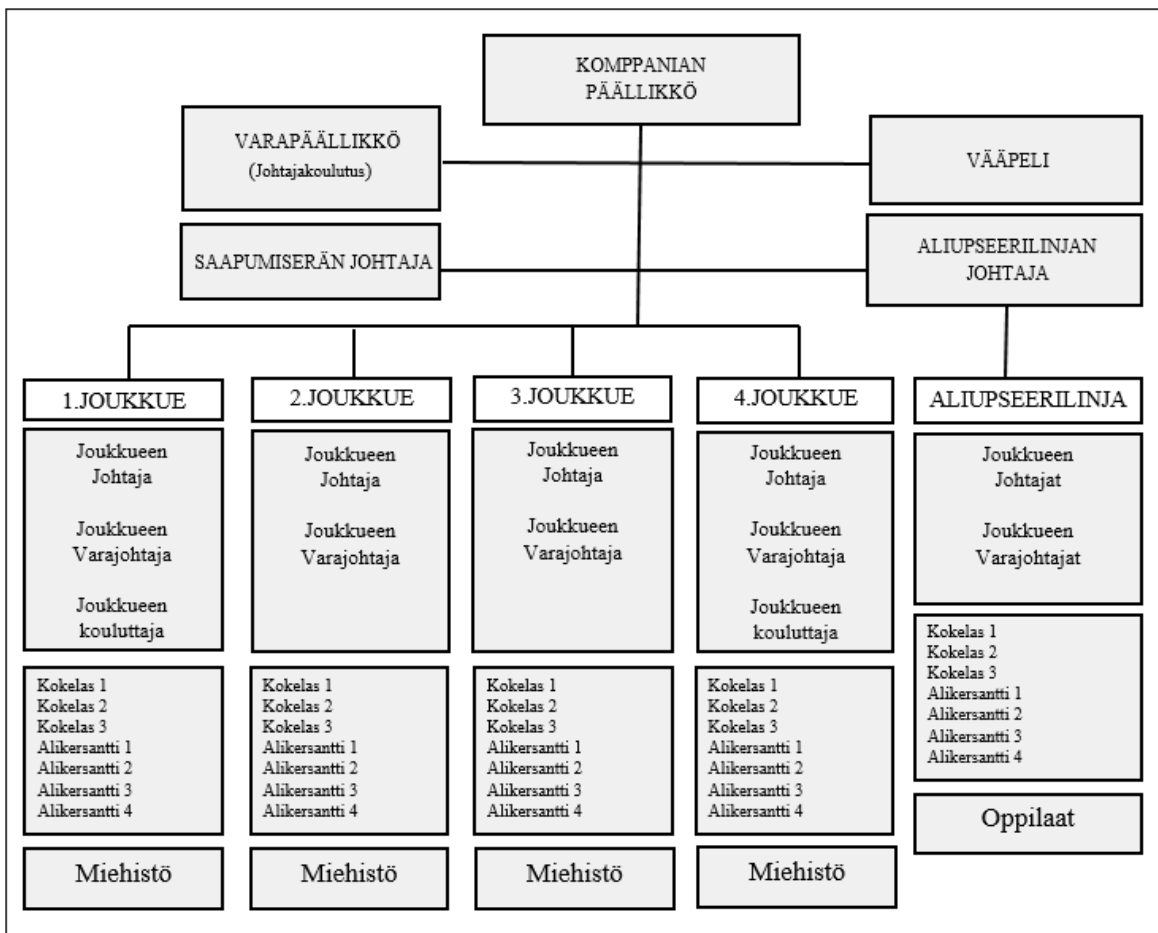 KOMPPANIAN
PÄÄLLIKKÖ
VARAPÄÄLLIKKÖ
(Johtajakoulutus)
VÄÄPELI
SAAPUMISERÄN JOHTAJA
ALIUPSEERILINJAN
JOHTAJA
1.JOUKKUE
Joukkueen
Johtaja
Joukkueen
Varajohtaja
Joukkueen
kouluttaja
Kokelas 1
Kokelas 2
Kokelas 3
Alikersantti 1
Alikersantti 2
Alikersantti 3
Alikersantti 4
Miehistö
2.JOUKKUE
Joukkueen
Johtaja
Joukkueen
Varajohtaja
Kokelas 1
Kokelas 2
Kokelas 3
Alikersantti 1
Alikersantti 2
Alikersantti 3
Alikersantti 4
Miehistö
3.JOUKKUE
Joukkueen
Johtaja
Joukkueen
Varajohtaja
Kokelas 1
Kokelas 2
Kokelas 3
Alikersantti 1
Alikersantti 2
Alikersantti 3
Alikersantti 4
Miehistö
4.JOUKKUE
Joukkueen
Johtaja
Joukkueen
Varajohtaja
Joukkueen
kouluttaja
Kokelas 1
Kokelas 2
Kokelas 3
Alikersantti 1
Alikersantti 2
Alikersantti 3
Alikersantti 4
Miehistö
ALIUPSEERILINJA
Joukkueen
Johtajat
Joukkueen
Varajohtajat
Kokelas 1
Kokelas 2
Kokelas 3
Alikersantti 1
Alikersantti 2
Alikersantti 3
Alikersantti 4
Oppilaat